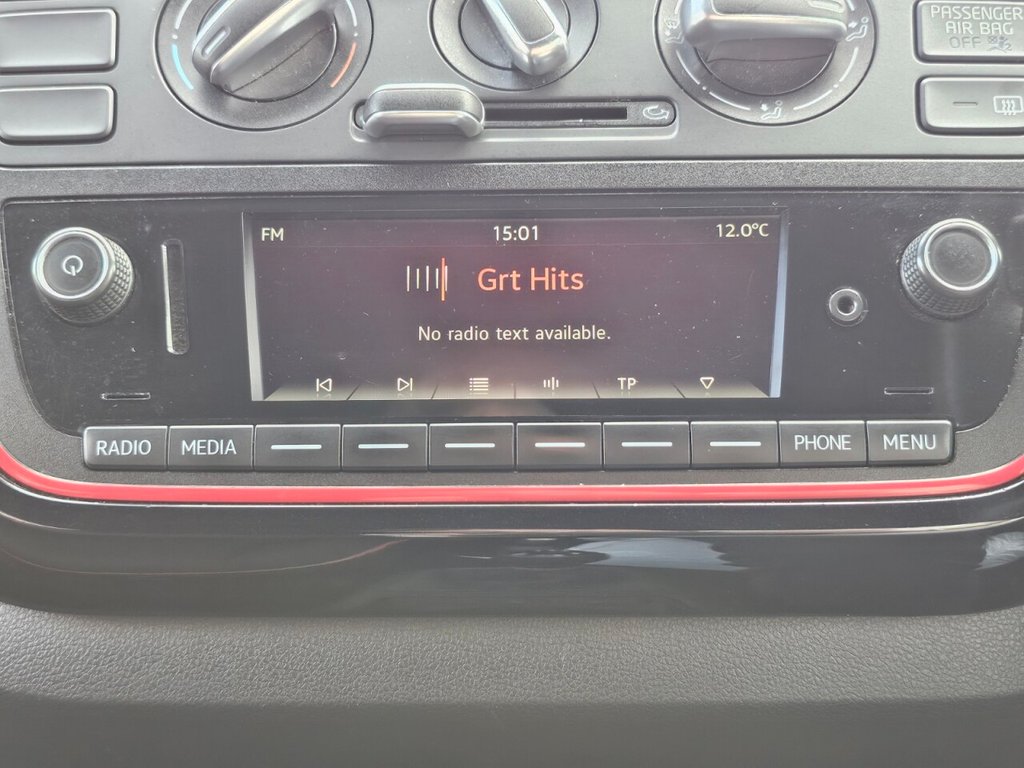 PASSENGER
AIR BAG
OFF
FM 15:01 12.0°C
Grt Hits
No radio text available.
TP
RADIO MEDIA PHONE MENU